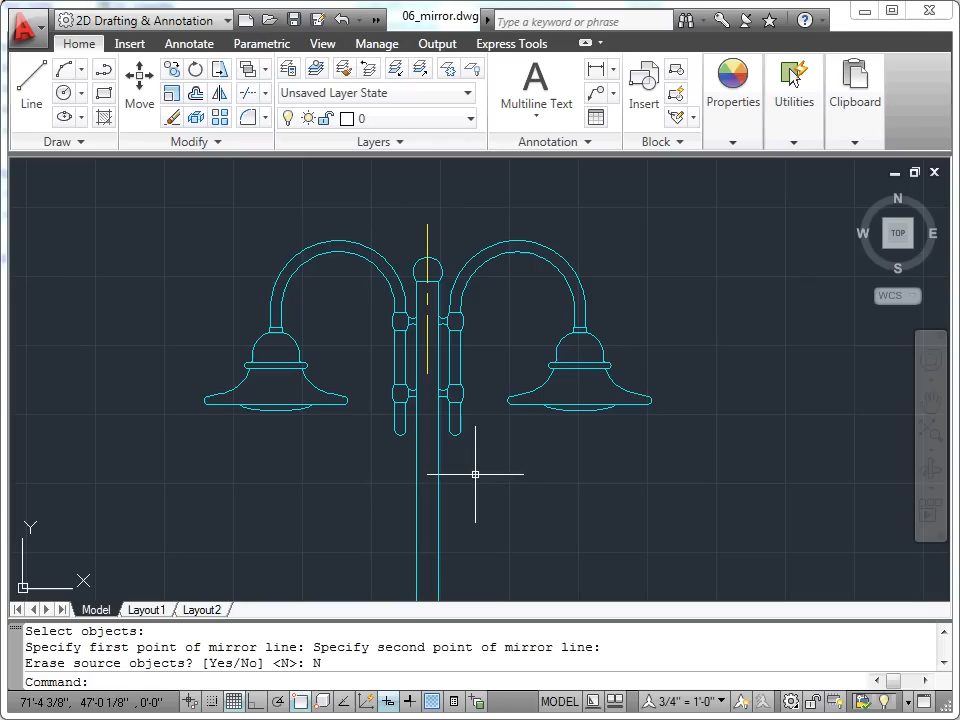 2D Drafting & Annotation
06_mirror.dwg
Type a keyword or phrase
Home Insert Annotate Parametric View Manage Output Express Tools
Line
Move
Unsaved Layer State
0
Multiline Text
Insert
Properties
Utilities
Clipboard
Draw
Modify
Layers
Annotation
Block
N
W
TOP
E
S
WCS
Y
X
Model Layout1 Layout2
Select objects:
Specify first point of mirror line: Specify second point of mirror line:
Erase source objects? [Yes/No] <N>: N
Command:
71'-4 3/8", 47'-0 1/8" , 0'-0"
MODEL
3/4" = 1'-0"